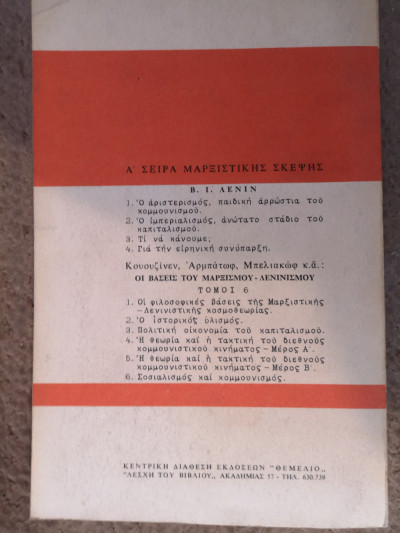 Α' ΣΕΙΡΑ ΜΑΡΞΙΣΤΙΚΗΣ ΣΚΕΨΗΣ
Β. Ι. ΛΕΝΙΝ
1. Ὁ ἀριστερισμός, παιδική ἀρρώστια τοῦ
κομμουνισμοῦ.
2. Ὁ ἰμπεριαλισμός, ἀνώτατο στάδιο τοῦ
καπιταλισμοῦ.
3. Τί νά κάνουμε;
4. Γιά τήν εἰρηνική συνύπαρξη.
Κουουζίνεν, Ἀρμπάτωφ, Μπελιακώφ κ.ἄ.:
ΟΙ ΒΑΣΕΙΣ ΤΟΥ ΜΑΡΞΙΣΜΟΥ-ΛΕΝΙΝΙΣΜΟΥ
ΤΟΜΟΙ 6
1. Οἱ φιλοσοφικές βάσεις τῆς Μαρξιστικῆς
-Λενινιστικῆς κοσμοθεωρίας.
2. Ὁ ἱστορικός ὑλισμός.
3. Πολιτική οἰκονομία τοῦ καπιταλισμοῦ.
4. Ἡ θεωρία καί ἡ τακτική τοῦ διεθνοῦς
κομμουνιστικοῦ κινήματος - Μέρος Α'.
5. Ἡ θεωρία καί ἡ τακτική τοῦ διεθνοῦς
κομμουνιστικοῦ κινήματος - Μέρος Β'.
6. Σοσιαλισμός καί κομμουνισμός.
ΚΕΝΤΡΙΚΗ ΔΙΑΘΕΣΗ ΕΚΔΟΣΕΩΝ "ΘΕΜΕΛΙΟ,,
"ΛΕΣΧΗ ΤΟΥ ΒΙΒΛΙΟΥ,, ΑΚΑΔΗΜΙΑΣ 57 - ΤΗΛ. 630.739